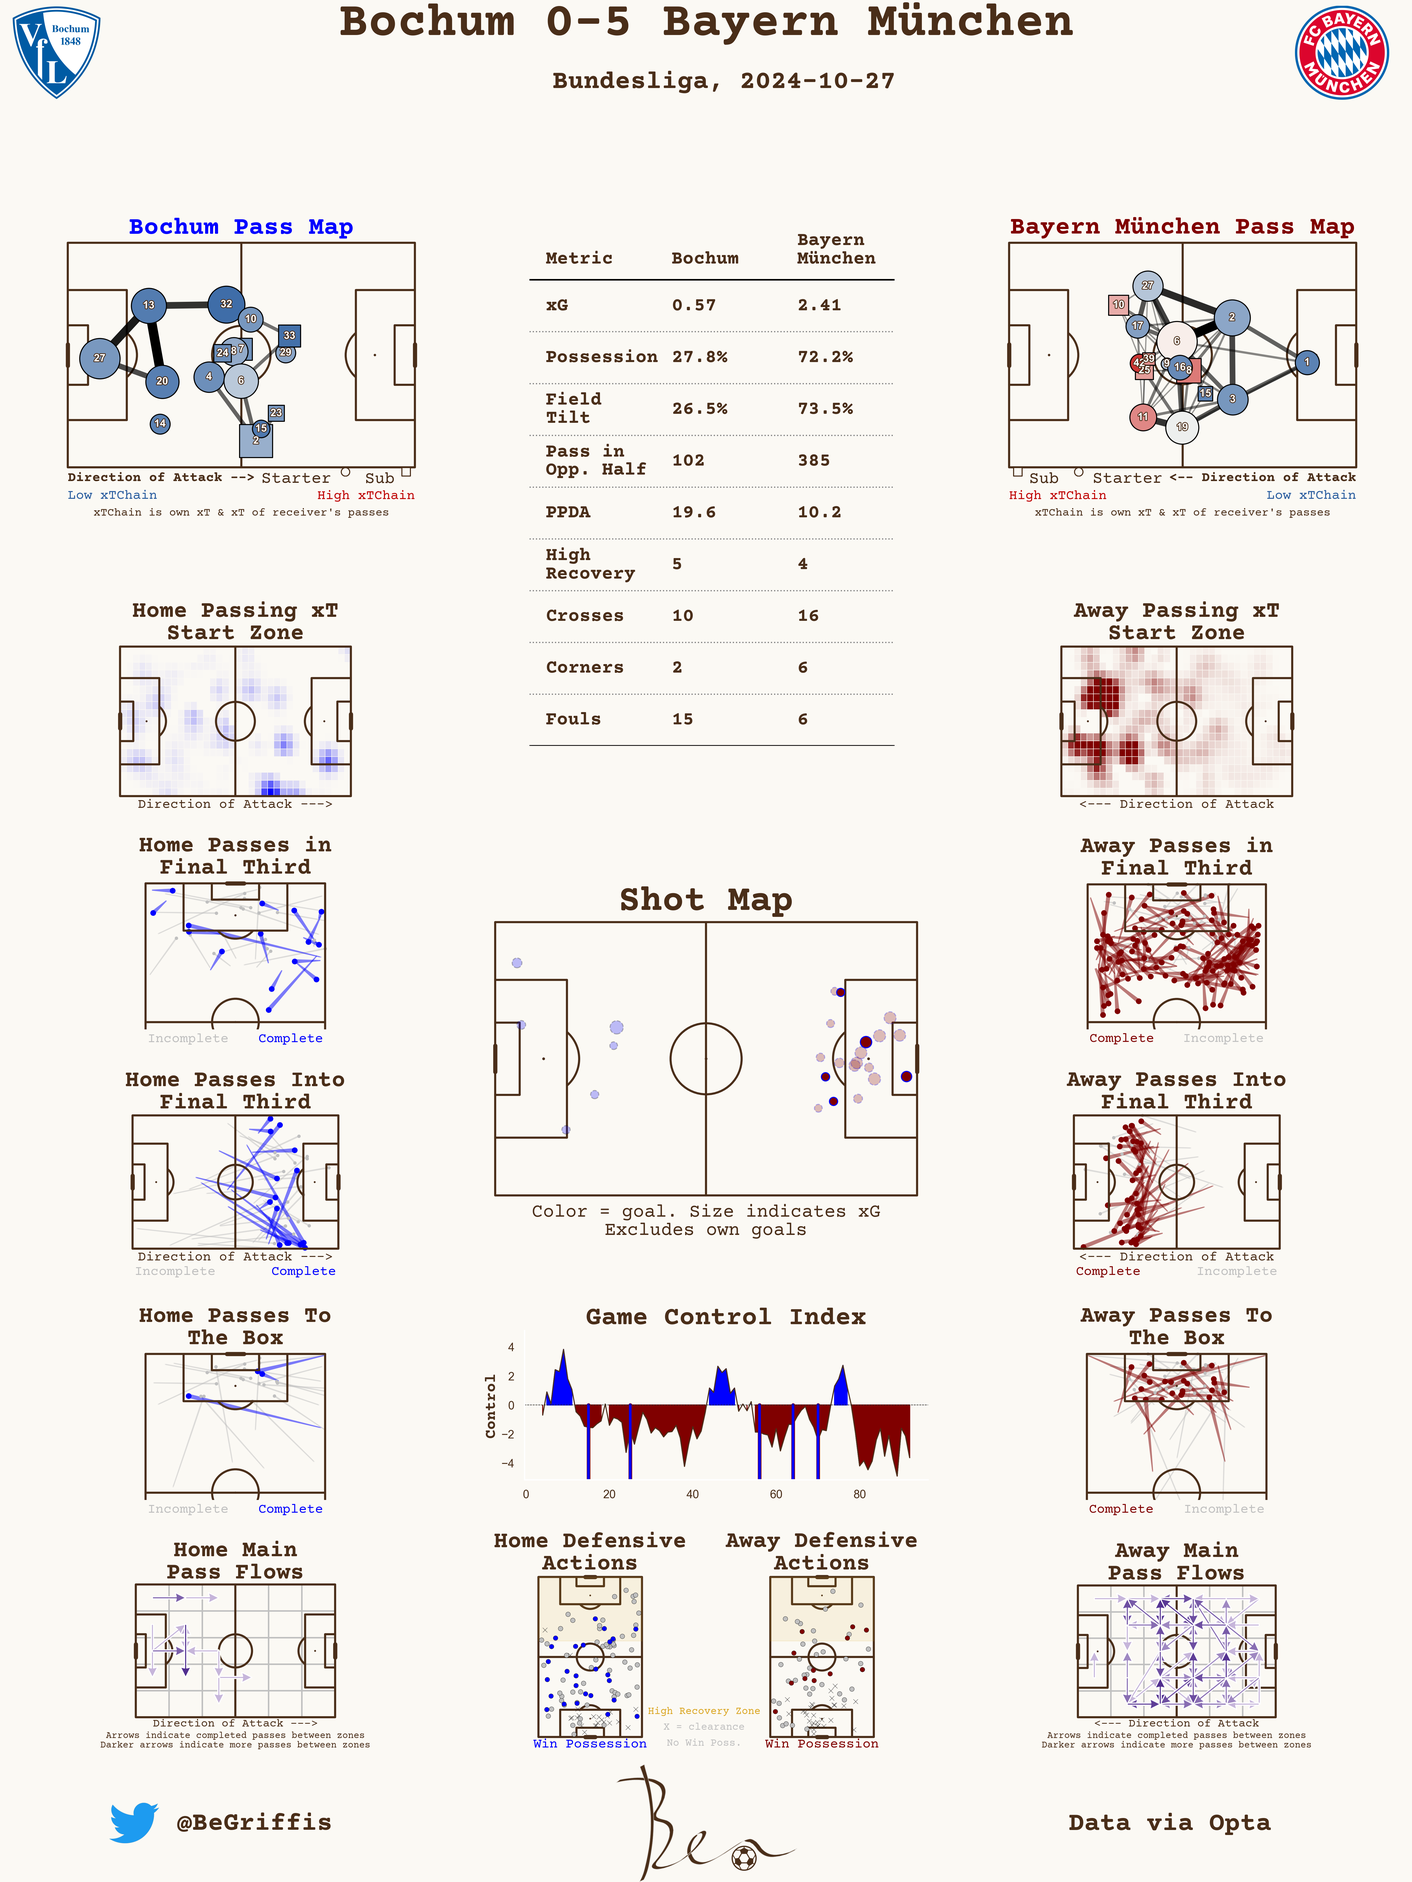 Bochum 0-5 Bayern München
Bundesliga, 2024-10-27
Bochum
1848
VfL
FC BAYERN
MÜNCHEN
Bochum Pass Map
13
32
10
33
29
27
24
8
7
20
4
6
14
23
15
2
Direction of Attack --> Starter Sub
Low xTChain High xTChain
xTChain is own xT & xT of receiver's passes
Metric Bochum Bayern München
xG 0.57 2.41
Possession 27.8% 72.2%
Field Tilt 26.5% 73.5%
Pass in Opp. Half 102 385
PPDA 19.6 10.2
High Recovery 5 4
Crosses 10 16
Corners 2 6
Fouls 15 6
Bayern München Pass Map
27
10
17
2
6
42
39
9
16
25
8
1
15
3
11
19
Sub Starter <-- Direction of Attack
High xTChain Low xTChain
xTChain is own xT & xT of receiver's passes
Home Passing xT
Start Zone
Direction of Attack --->
Away Passing xT
Start Zone
<--- Direction of Attack
Home Passes in
Final Third
Incomplete Complete
Away Passes in
Final Third
Complete Incomplete
Shot Map
Color = goal. Size indicates xG
Excludes own goals
Home Passes Into
Final Third
Direction of Attack --->
Incomplete Complete
Away Passes Into
Final Third
<--- Direction of Attack
Complete Incomplete
Home Passes To
The Box
Incomplete Complete
Game Control Index
Control
4
2
0
−2
−4
0 20 40 60 80
Away Passes To
The Box
Complete Incomplete
Home Main
Pass Flows
Direction of Attack --->
Arrows indicate completed passes between zones
Darker arrows indicate more passes between zones
Home Defensive
Actions
Win Possession
Away Defensive
Actions
Win Possession
High Recovery Zone
X = clearance
No Win Poss.
Away Main
Pass Flows
<--- Direction of Attack
Arrows indicate completed passes between zones
Darker arrows indicate more passes between zones
@BeGriffis
Ben
Data via Opta